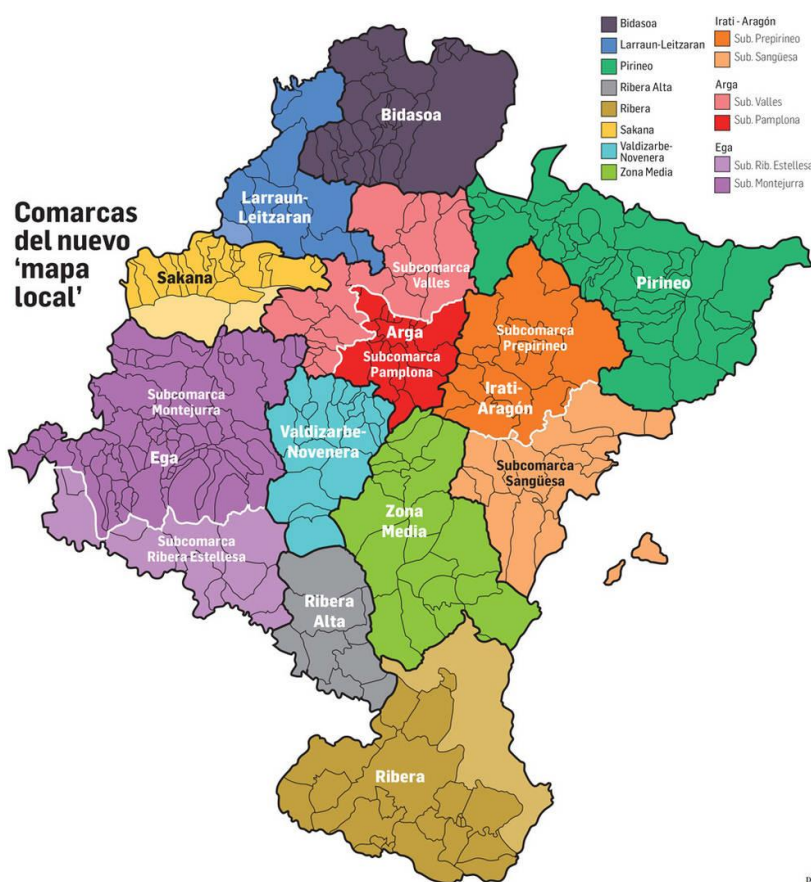 Bidasoa
Larraun-Leitzaran
Pirineo
Ribera Alta
Ribera
Sakana
Valdizarbe-
Novenera
Zona Media
Irati - Aragón
Sub. Prepirineo
Sub. Sangüesa
Arga
Sub. Valles
Sub. Pamplona
Ega
Sub. Rib. Estellesa
Sub. Montejurra
Comarcas
del nuevo
‘mapa
local’
Bidasoa
Larraun-
Leitzaran
Sakana
Subcomarca
Valles
Pirineo
Arga
Subcomarca
Pamplona
Subcomarca
Prepirineo
Irati-
Aragón
Subcomarca
Montejurra
Ega
Valdizarbe-
Novenera
Subcomarca
Sangüesa
Zona
Media
Subcomarca
Ribera Estellesa
Ribera
Alta
Ribera